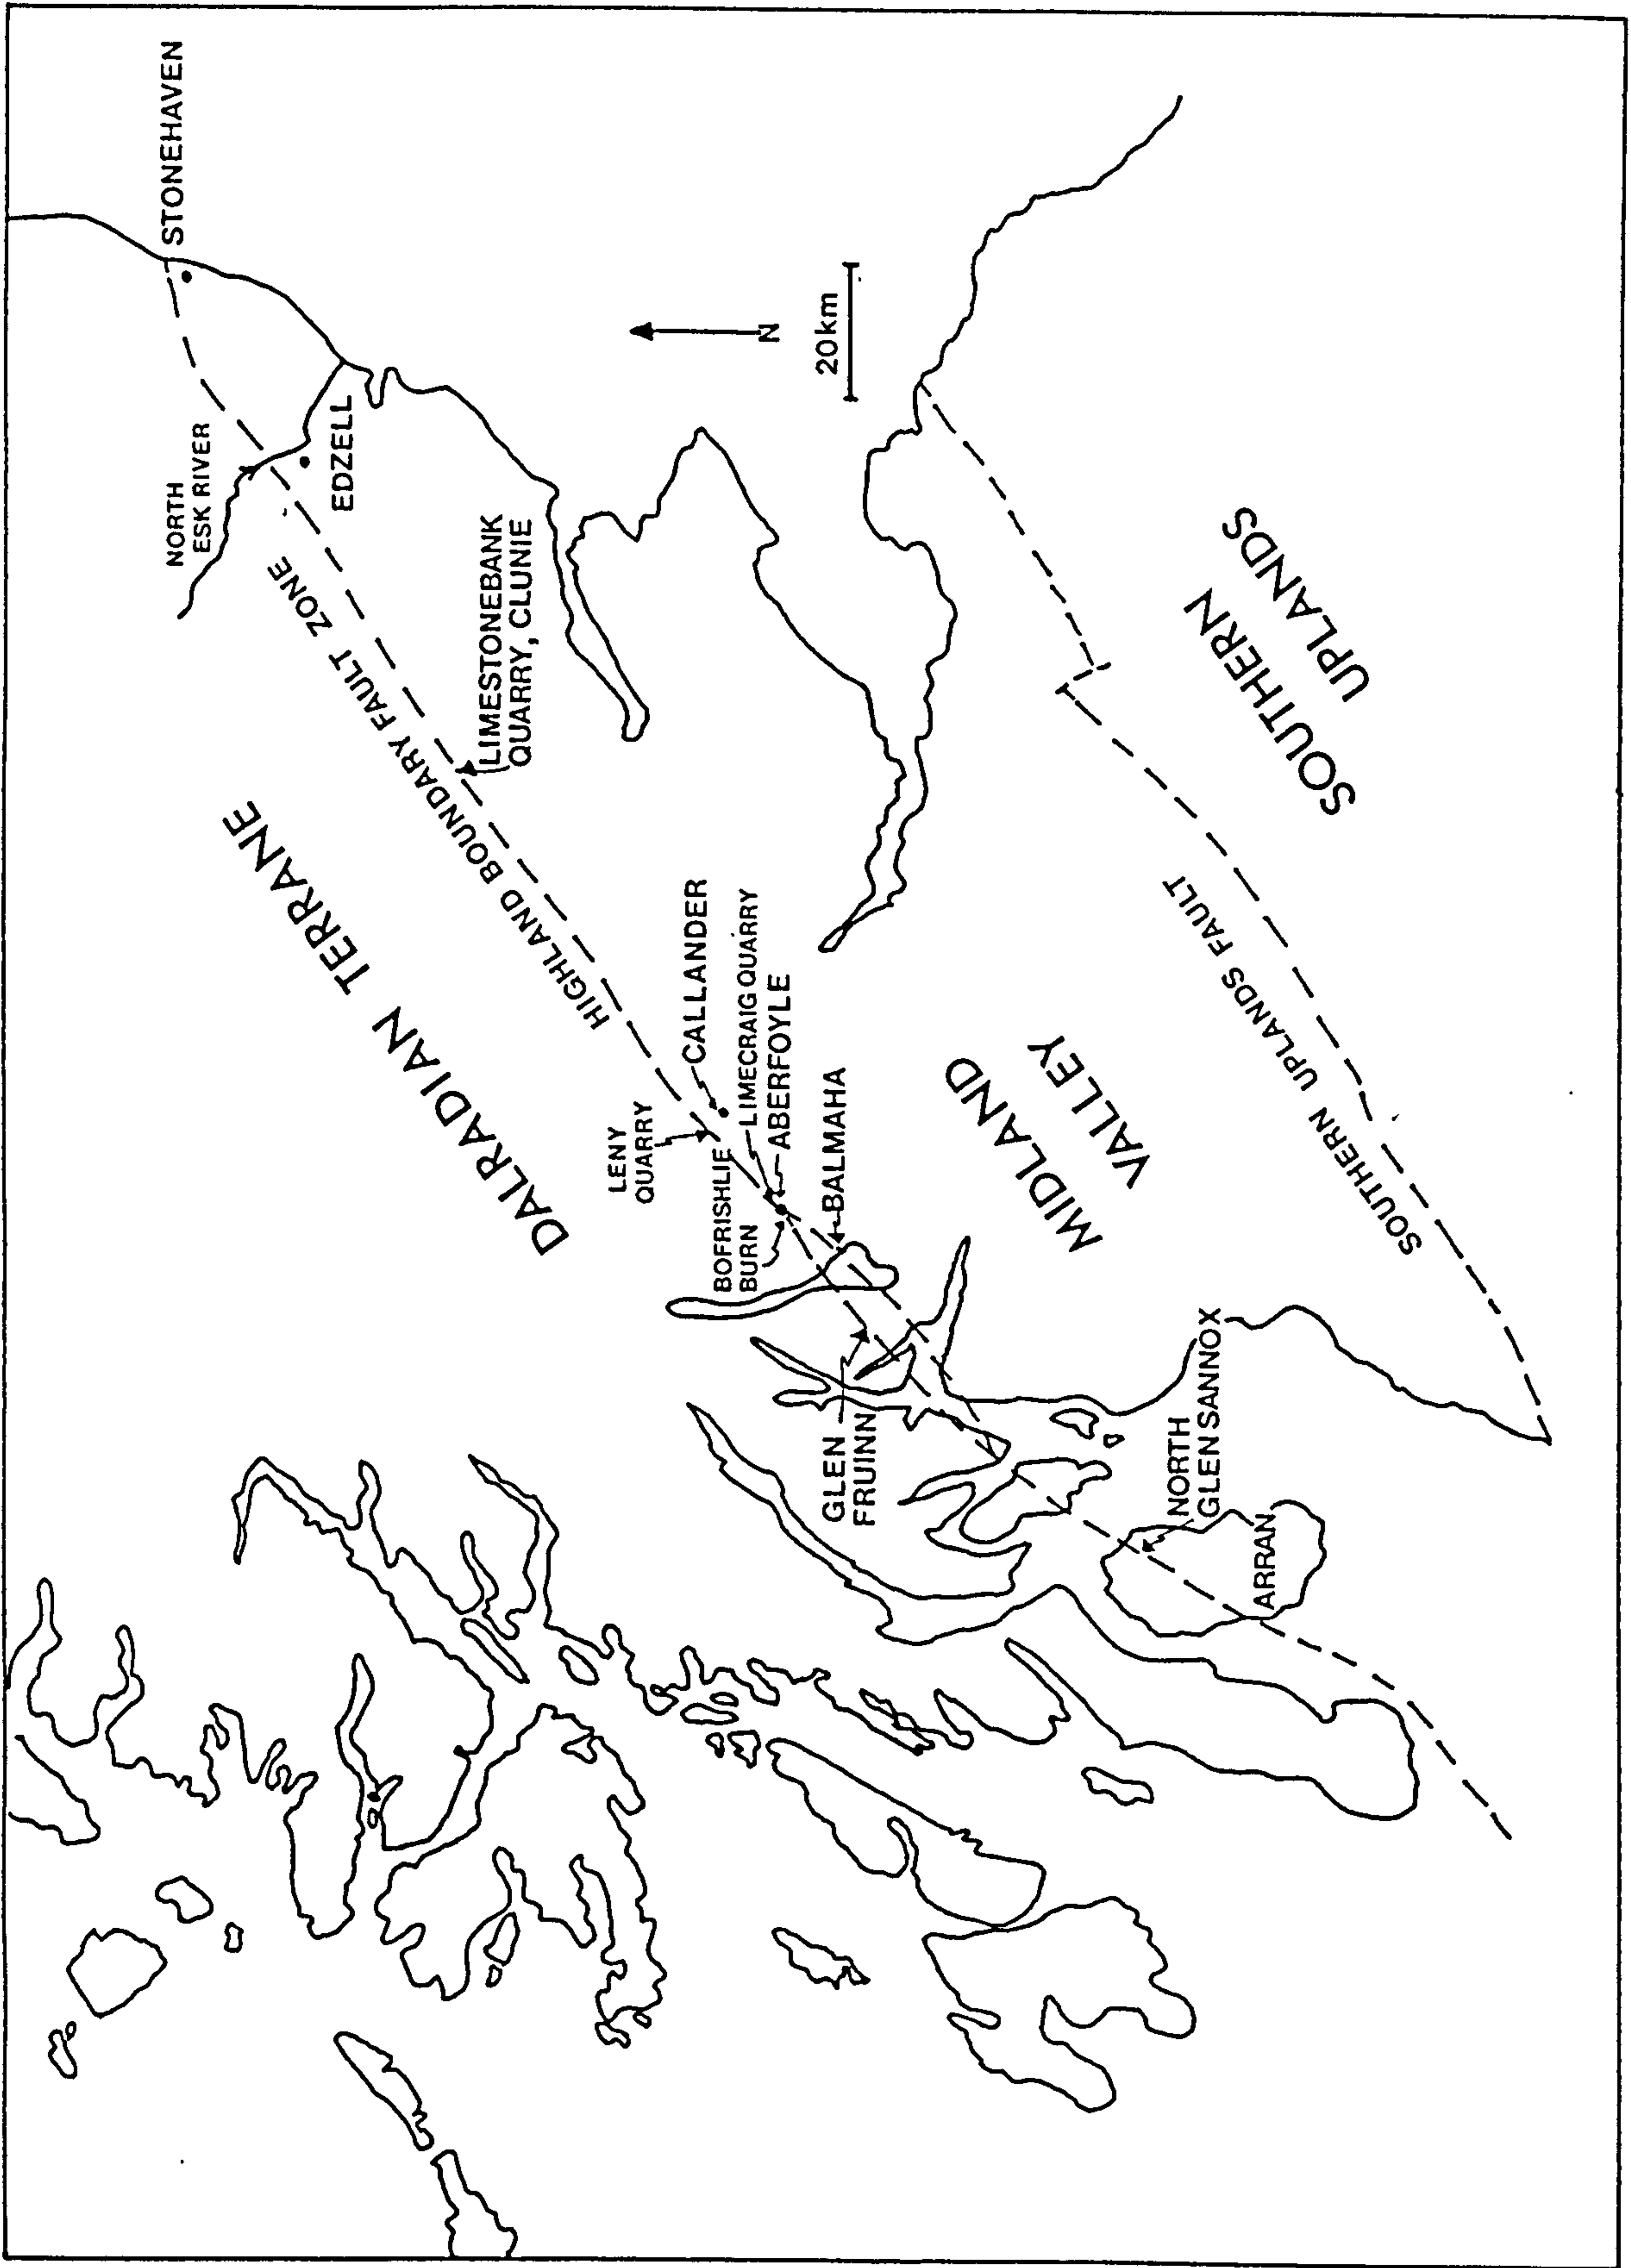 STONEHAVEN
NORTH
ESK RIVER
EDZELL
HIGHLAND BOUNDARY FAULT ZONE
LIMESTONEBANK
QUARRY, CLUNIE
DALRADIAN TERRANE
N
20 km
LENY
QUARRY
CALLANDER
LIMECRAIG QUARRY
ABERFOYLE
BOFRISHLIE
BURN
BALMAHA
GLEN
FRUINN
MIDLAND
VALLEY
NORTH
GLEN SANNOX
ARRAN
SOUTHERN UPLANDS FAULT
SOUTHERN
UPLANDS